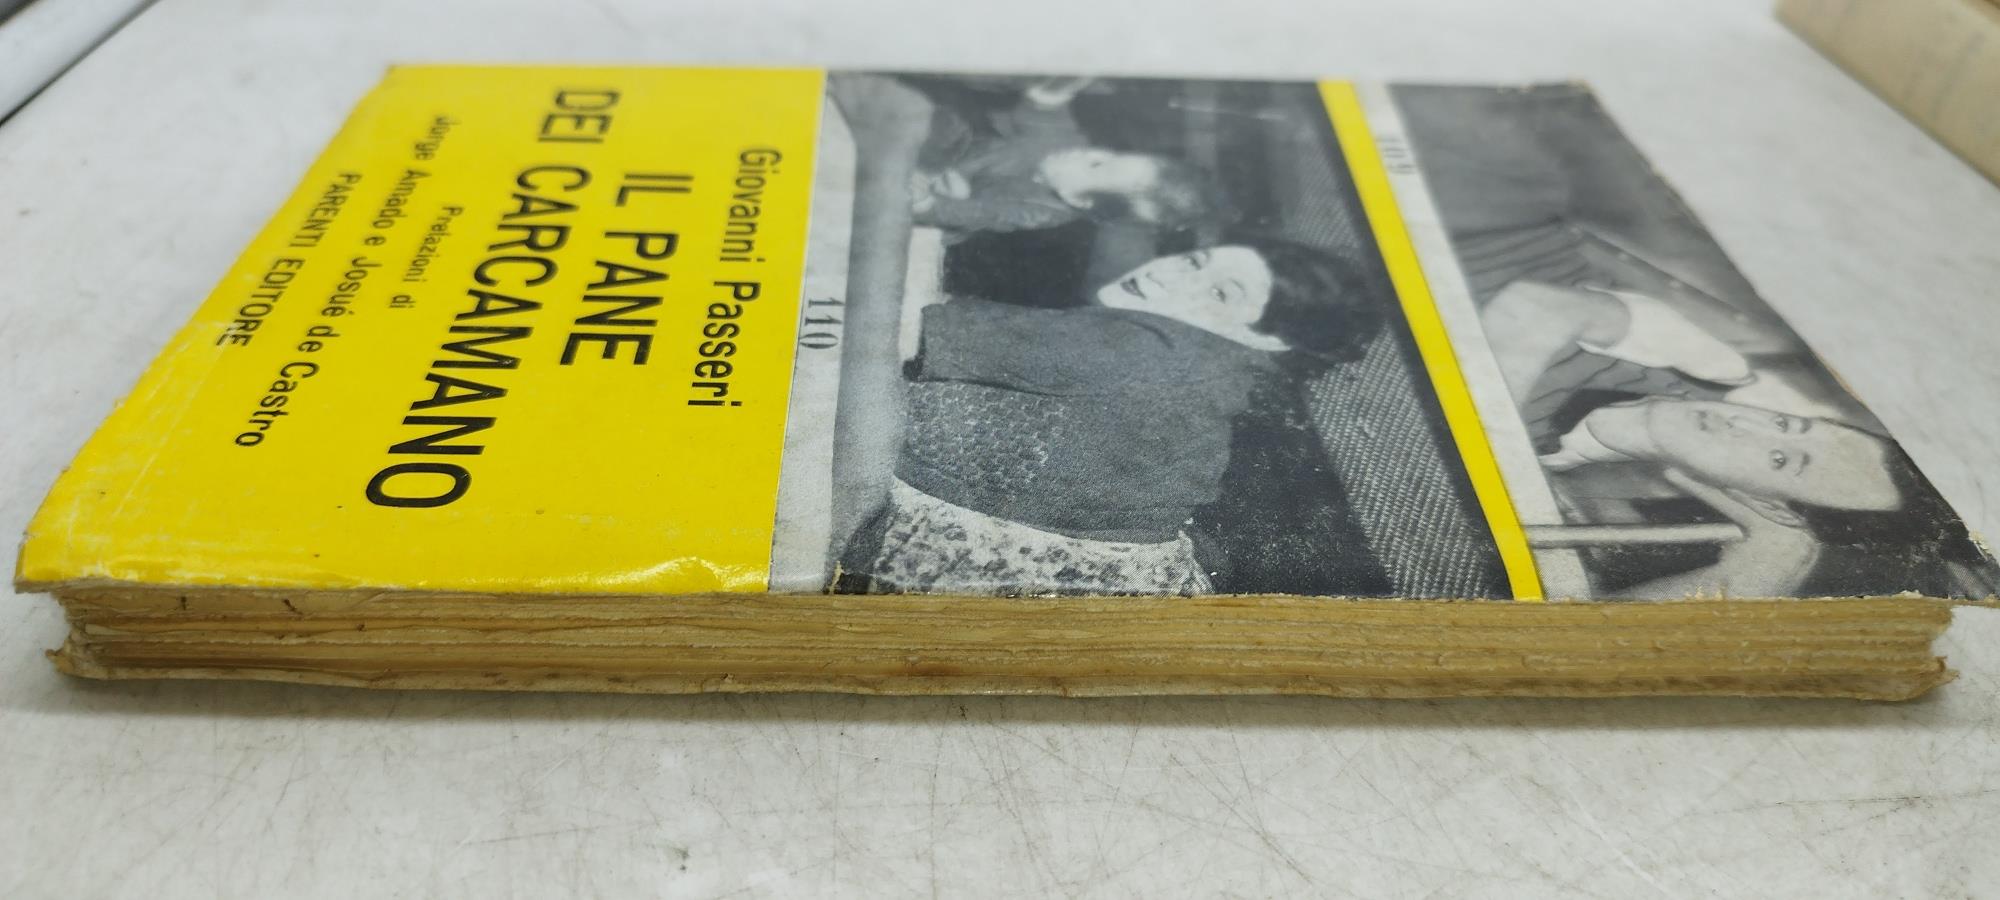 109
110
Giovanni Passeri
IL PANE
DEI CARCAMANO
Prefazioni di
Jorge Amado e Josué de Castro
PARENTI EDITORE